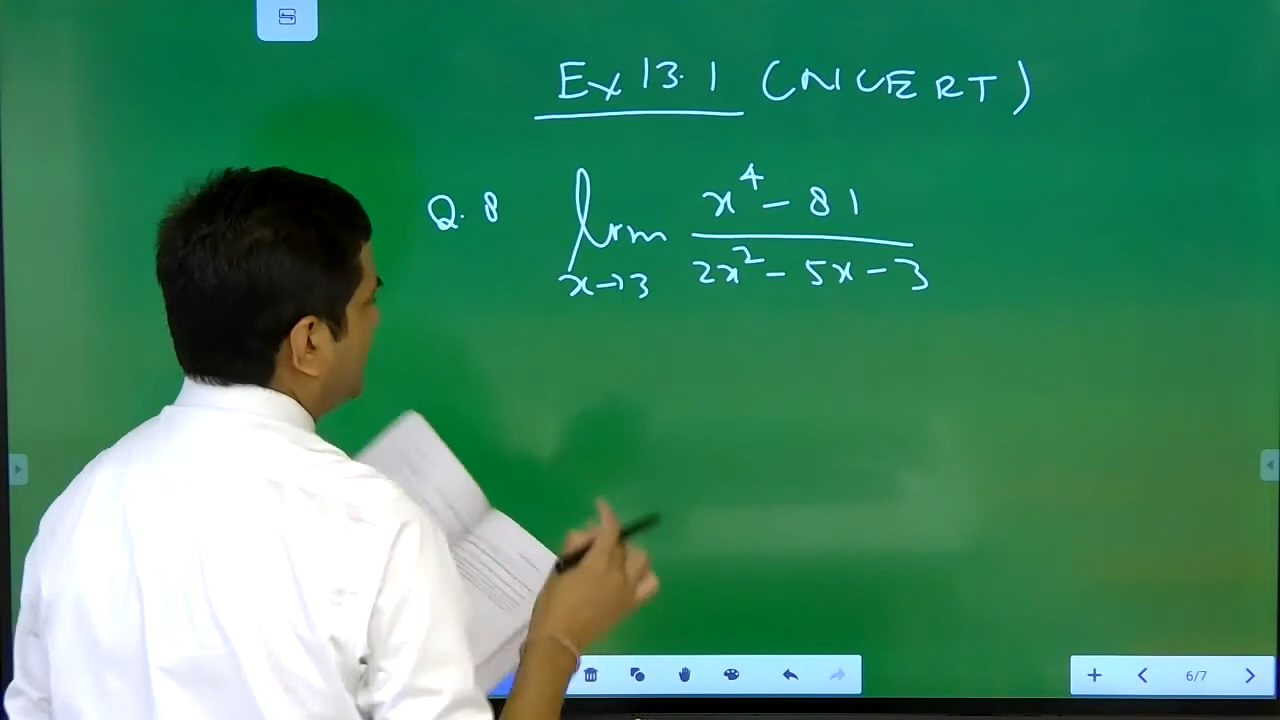 Ex 13.1 (NCERT)
Q. 8 lim x→3 x⁴ - 81 / 2x² - 5x - 3
6/7